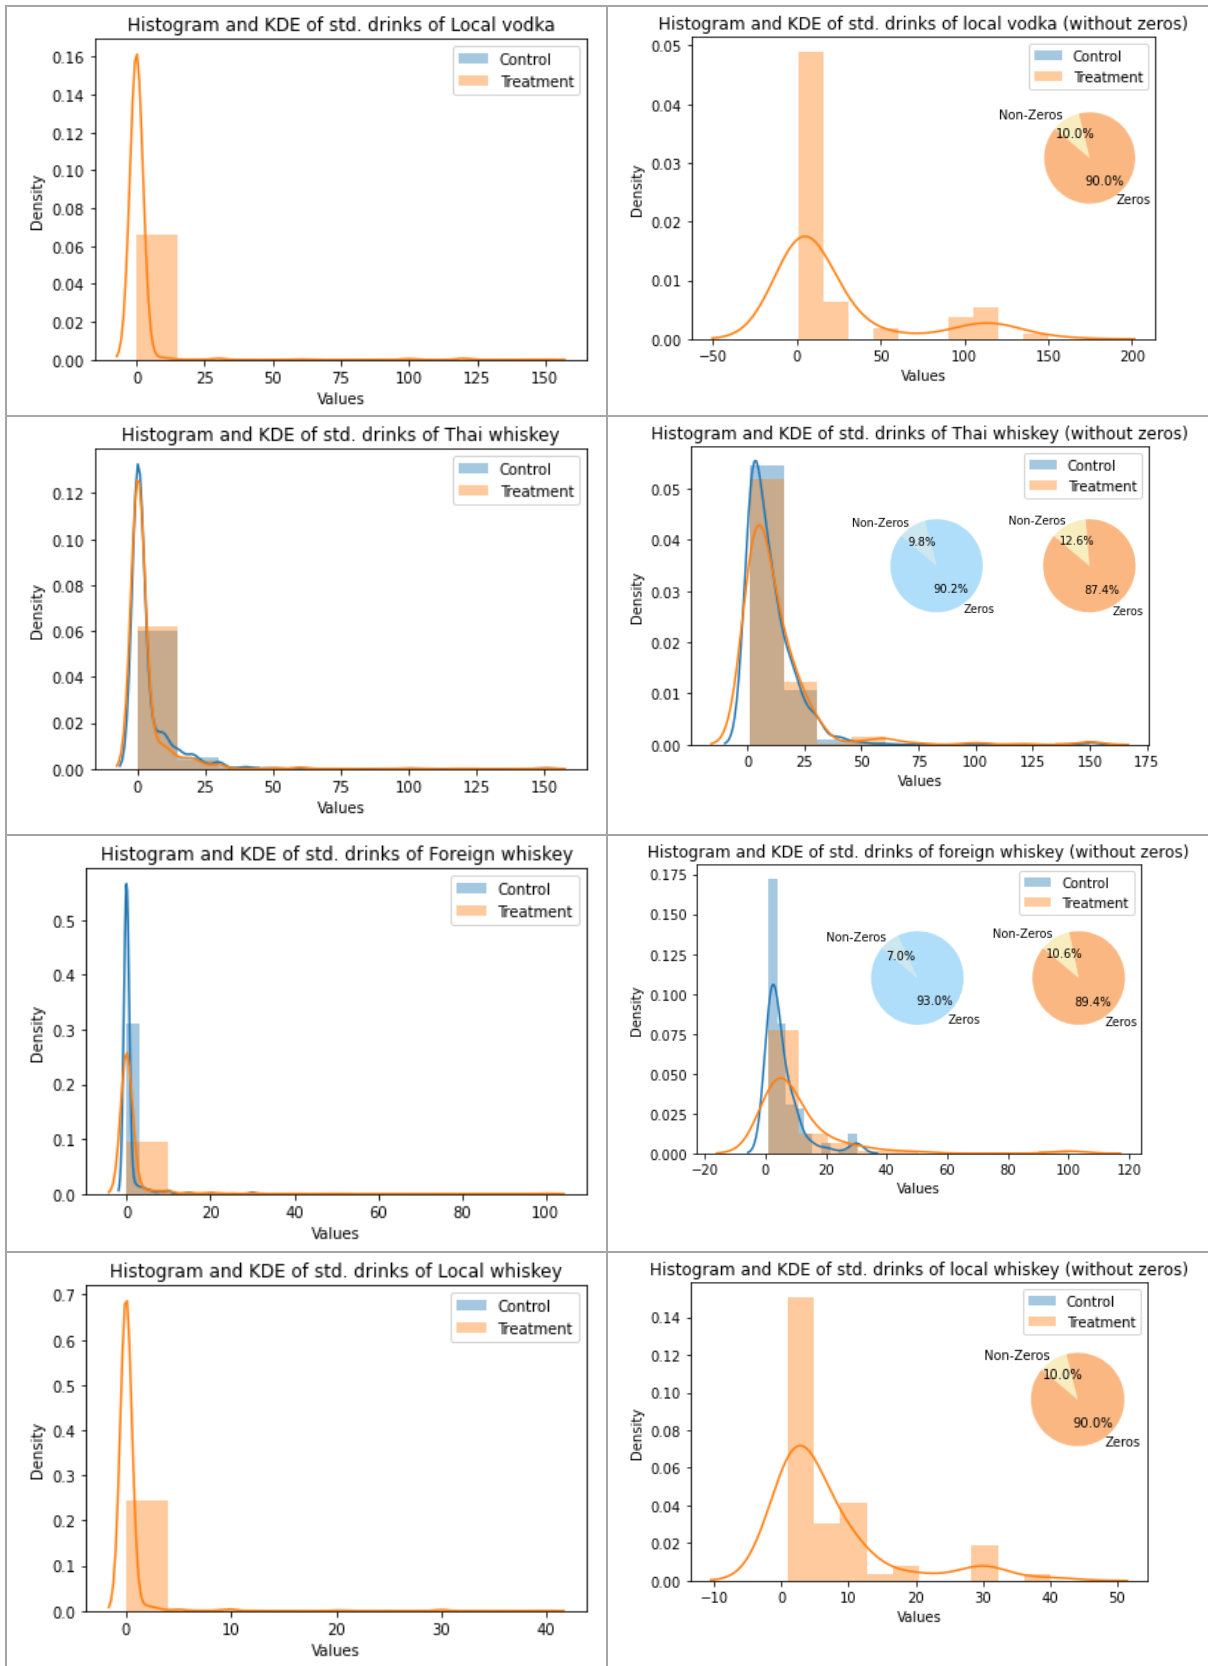 Histogram and KDE of std. drinks of Local vodka
Control
Treatment
0.16
0.14
0.12
0.10
0.08
0.06
0.04
0.02
0.00
Density
0 25 50 75 100 125 150
Values
Histogram and KDE of std. drinks of local vodka (without zeros)
Control
Treatment
0.05
0.04
0.03
0.02
0.01
0.00
Density
Non-Zeros
10.0%
90.0%
Zeros
−50 0 50 100 150 200
Values
Histogram and KDE of std. drinks of Thai whiskey
Control
Treatment
0.12
0.10
0.08
0.06
0.04
0.02
0.00
Density
0 25 50 75 100 125 150
Values
Histogram and KDE of std. drinks of Thai whiskey (without zeros)
Control
Treatment
0.05
0.04
0.03
0.02
0.01
0.00
Density
Non-Zeros
9.8%
90.2%
Zeros
Non-Zeros
12.6%
87.4%
Zeros
0 25 50 75 100 125 150 175
Values
Histogram and KDE of std. drinks of Foreign whiskey
Control
Treatment
0.5
0.4
0.3
0.2
0.1
0.0
Density
0 20 40 60 80 100
Values
Histogram and KDE of std. drinks of foreign whiskey (without zeros)
Control
Treatment
0.175
0.150
0.125
0.100
0.075
0.050
0.025
0.000
Density
Non-Zeros
7.0%
93.0%
Zeros
Non-Zeros
10.6%
89.4%
Zeros
−20 0 20 40 60 80 100 120
Values
Histogram and KDE of std. drinks of Local whiskey
Control
Treatment
0.7
0.6
0.5
0.4
0.3
0.2
0.1
0.0
Density
0 10 20 30 40
Values
Histogram and KDE of std. drinks of local whiskey (without zeros)
Control
Treatment
0.14
0.12
0.10
0.08
0.06
0.04
0.02
0.00
Density
Non-Zeros
10.0%
90.0%
Zeros
−10 0 10 20 30 40 50
Values